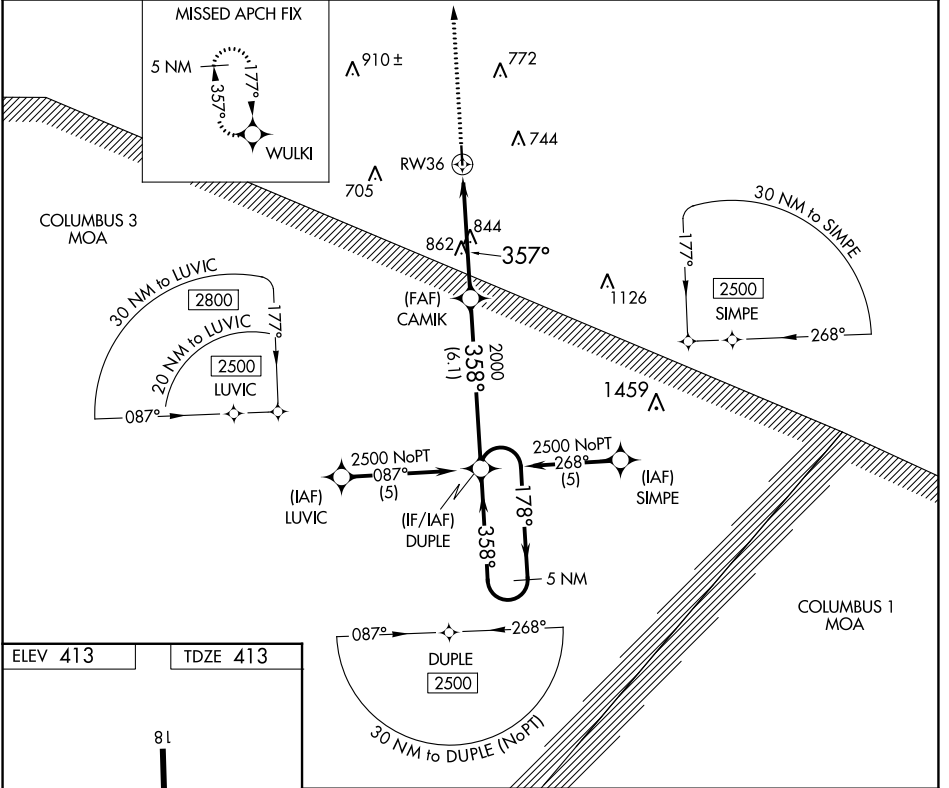 MISSED APCH FIX
5 NM
177°
357°
WULKI
910 ±
772
744
RW36
705
COLUMBUS 3
MOA
844
862
357°
30 NM to SIMPE
177°
2500
SIMPE
268°
1126
30 NM to LUVIC
2800
177°
20 NM to LUVIC
2500
LUVIC
087°
(FAF)
CAMIK
2000
358°
(6.1)
1459
2500 NoPT
087°
(5)
2500 NoPT
268°
(5)
(IAF)
LUVIC
(IAF)
SIMPE
(IF/IAF)
DUPLE
178°
358°
5 NM
COLUMBUS 1
MOA
087°
268°
DUPLE
2500
30 NM to DUPLE (NoPT)
ELEV 413
TDZE 413
18